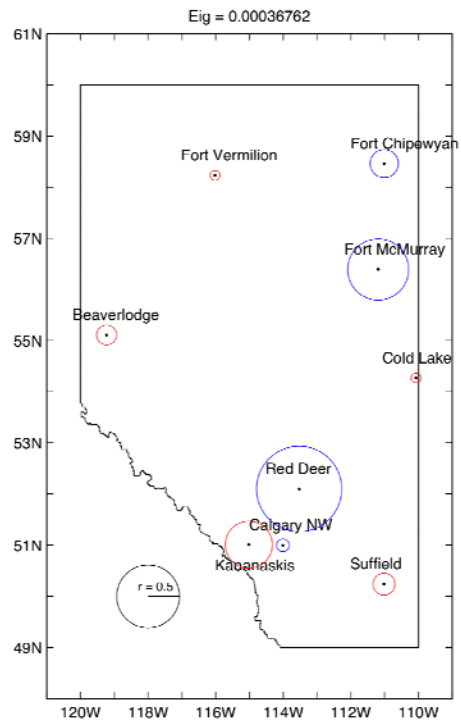 Eig = 0.00036762
61N
59N
57N
55N
53N
51N
49N
Fort Chipewyan
Fort Vermilion
Fort McMurray
Beaverlodge
Cold Lake
Red Deer
Calgary NW
Kananaskis
Suffield
r = 0.5
120W 118W 116W 114W 112W 110W